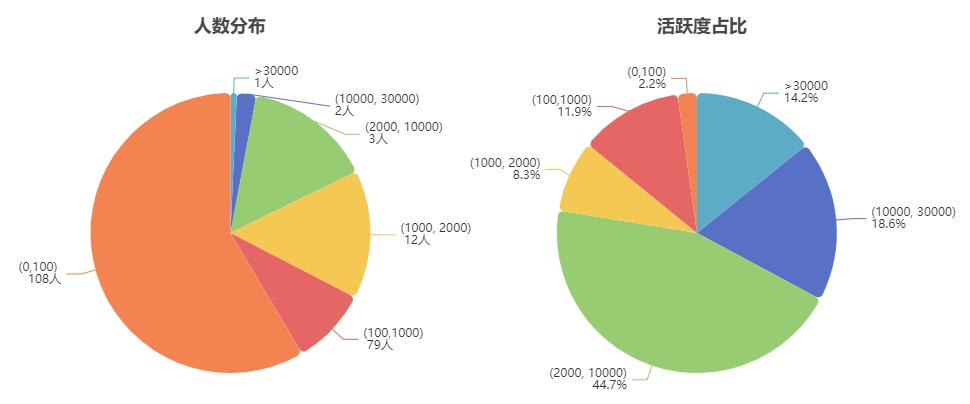 人数分布
>30000
1人
(10000, 30000)
2人
(2000, 10000)
3人
(1000, 2000)
12人
(100,1000)
79人
(0,100)
108人
活跃度占比
>30000
14.2%
(10000, 30000)
18.6%
(2000, 10000)
44.7%
(1000, 2000)
8.3%
(100,1000)
11.9%
(0,100)
2.2%